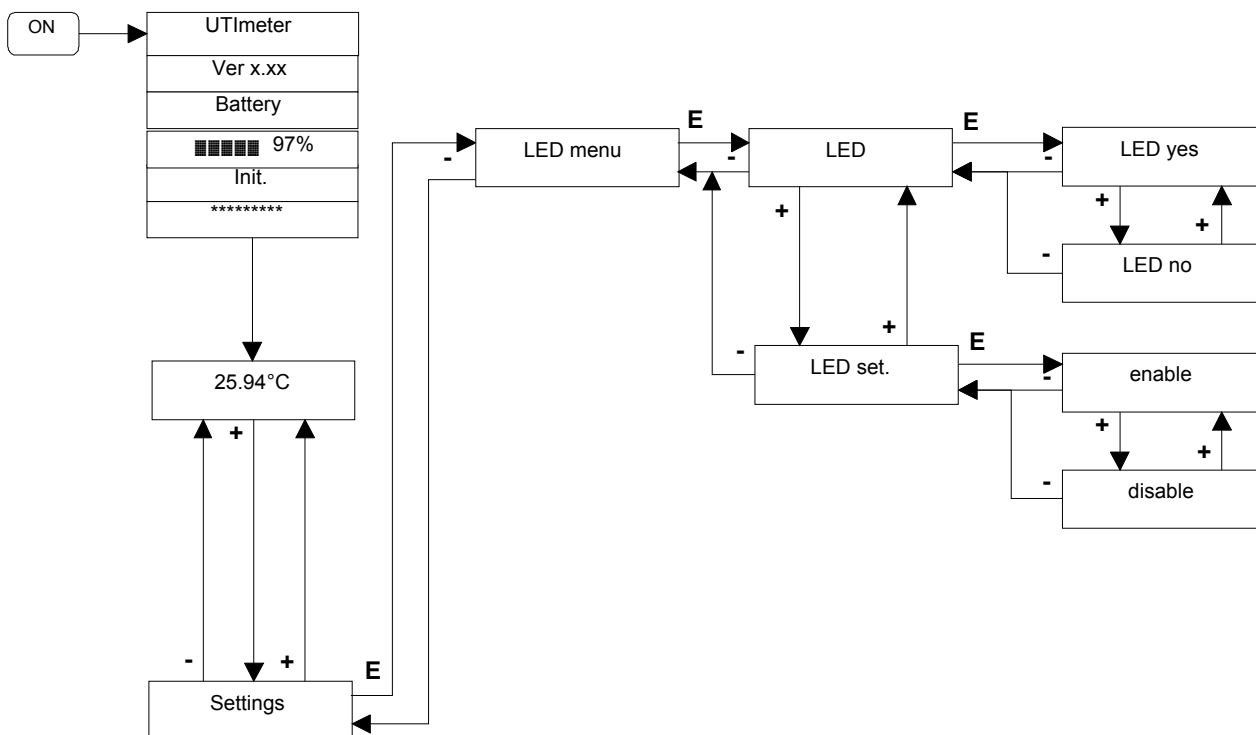 ON
UTImeter
Ver x.xx
Battery
97%
Init.
*********
E
E
LED menu
LED
LED yes
-
-
-
+
+
+
-
LED no
E
+
-
LED set.
enable
-
25.94°C
+
+
+
-
disable
-
+
E
Settings